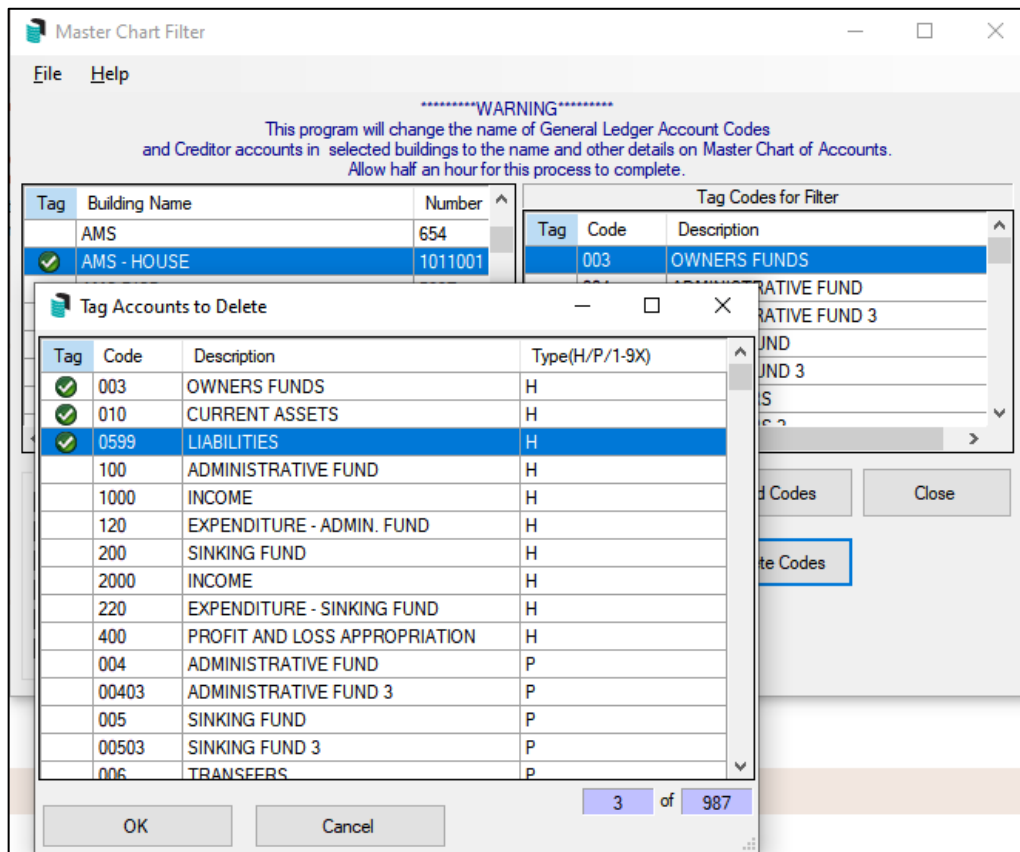 Master Chart Filter
File Help
*********WARNING*********
This program will change the name of General Ledger Account Codes
and Creditor accounts in selected buildings to the name and other details on Master Chart of Accounts.
Allow half an hour for this process to complete.
Tag Building Name Number
AMS 654
AMS - HOUSE 1011001
Tag Codes for Filter
Tag Code Description
003 OWNERS FUNDS
RATIVE FUND
RATIVE FUND 3
UND
UND 3
Codes
Close
te Codes
Tag Accounts to Delete
Tag Code Description Type(H/P/1-9X)
003 OWNERS FUNDS H
010 CURRENT ASSETS H
0599 LIABILITIES H
100 ADMINISTRATIVE FUND H
1000 INCOME H
120 EXPENDITURE - ADMIN. FUND H
200 SINKING FUND H
2000 INCOME H
220 EXPENDITURE - SINKING FUND H
400 PROFIT AND LOSS APPROPRIATION H
004 ADMINISTRATIVE FUND P
00403 ADMINISTRATIVE FUND 3 P
005 SINKING FUND P
00503 SINKING FUND 3 P
006 TRANSFERS P
3 of 987
OK Cancel